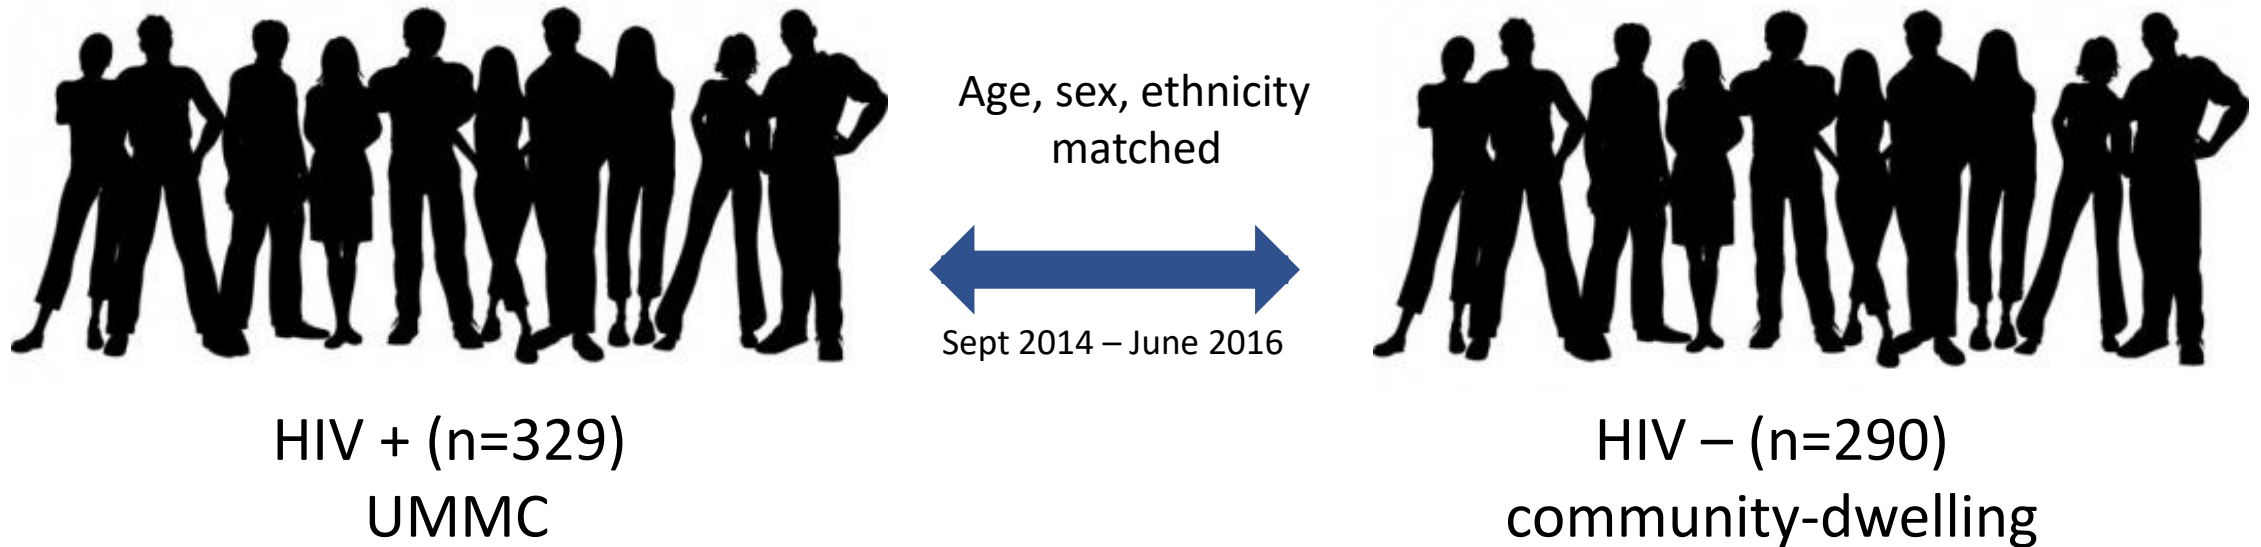 Age, sex, ethnicity
matched
Sept 2014 – June 2016
HIV + (n=329)
UMMC
HIV – (n=290)
community-dwelling